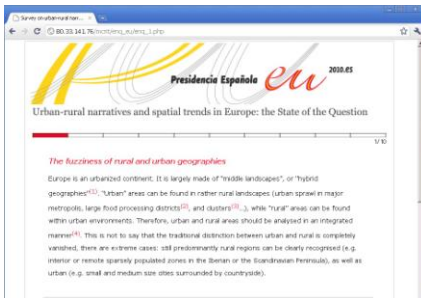 Survey on urban-rural narr...
80.33.141.76/mcnt/enq_eu/enq_1.php
Presidencia Española
eu
2010.es
Urban-rural narratives and spatial trends in Europe: the State of the Question
1/10
The fuzziness of rural and urban geographies
Europe is an urbanized continent. It is largely made of "middle landscapes", or "hybrid
geographies"(1). "Urban" areas can be found in rather rural landscapes (urban sprawl in major
metropolis, large food processing districts(2), and clusters(3)...), while "rural" areas can be found
within urban environments. Therefore, urban and rural areas should be analysed in an integrated
manner(4). This is not to say that the traditional distinction between urban and rural is completely
vanished, there are extreme cases: still predominantly rural regions can be clearly recognised (e.g.
interior or remote sparsely populated zones in the Iberian or the Scandinavian Peninsula), as well as
urban (e.g. small and medium size cities surrounded by countryside).